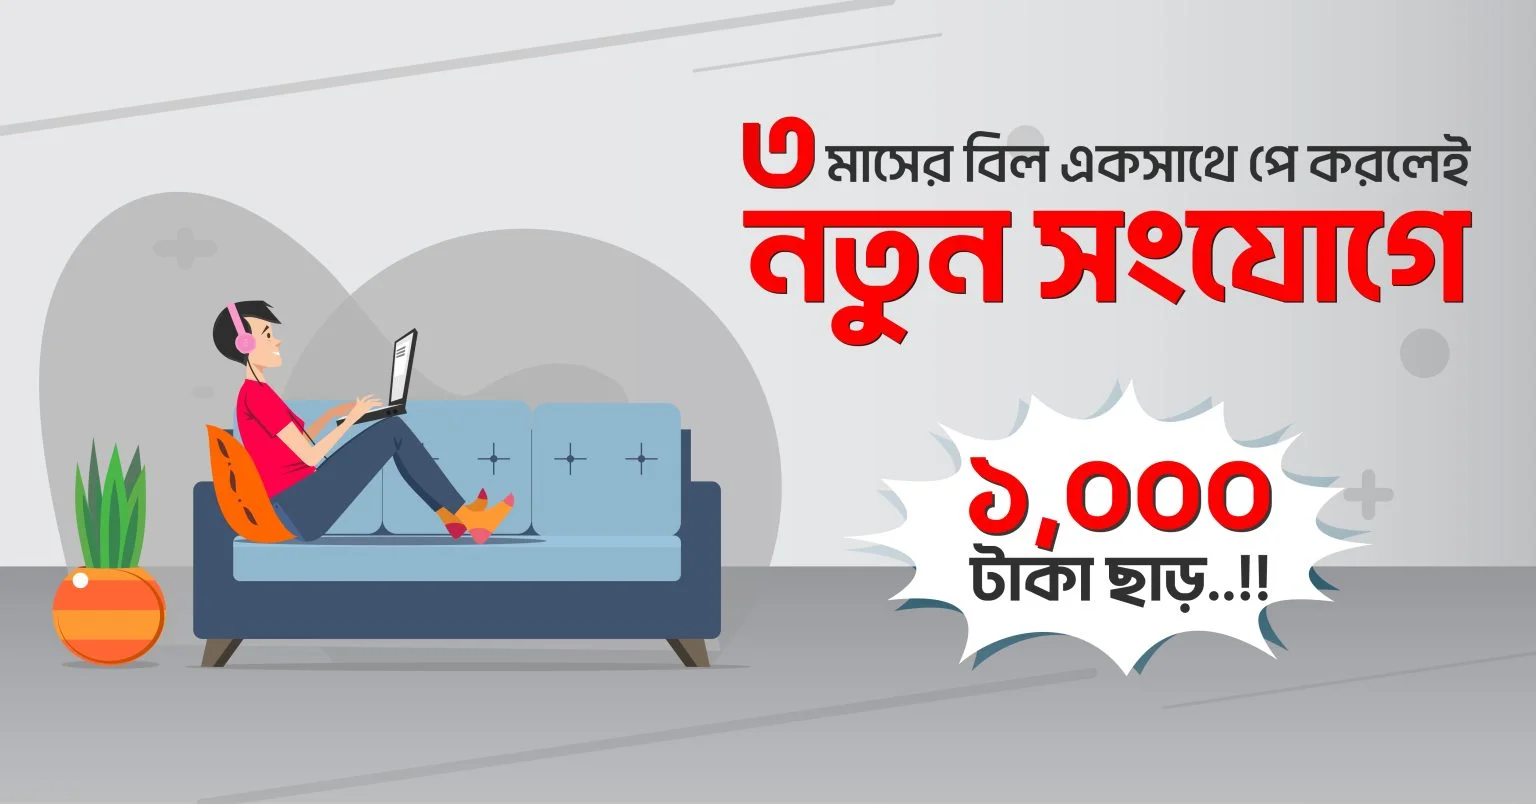 ৩ মাসের বিল একসাথে পে করলেই
নতুন সংযোগে
১,০০০
টাকা ছাড়..!!